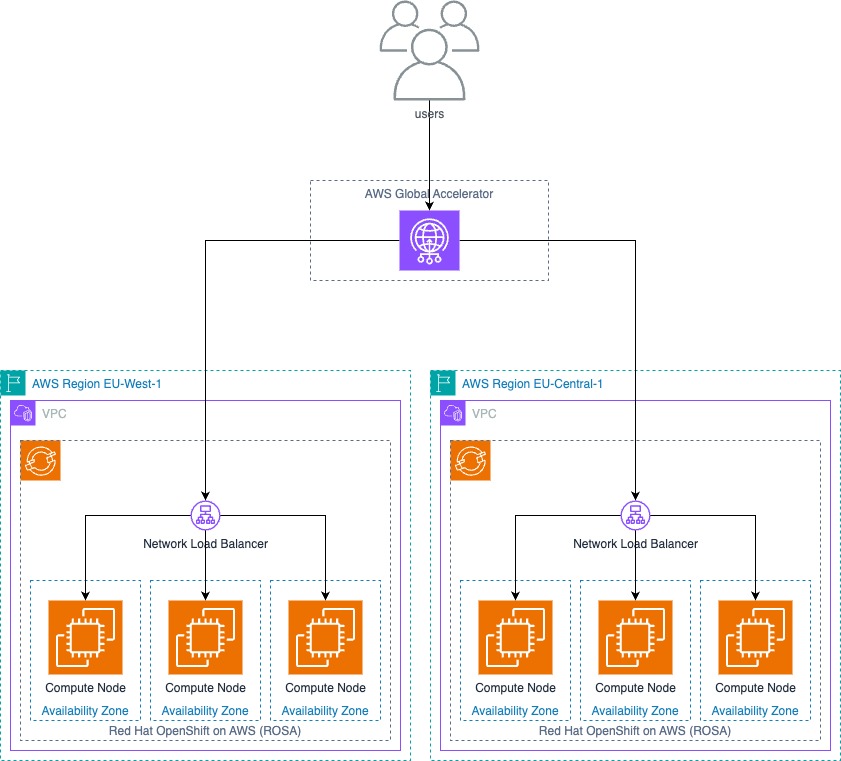 users
AWS Global Accelerator
AWS Region EU-West-1
VPC
Network Load Balancer
Compute Node
Compute Node
Compute Node
Availability Zone
Availability Zone
Availability Zone
Red Hat OpenShift on AWS (ROSA)
AWS Region EU-Central-1
VPC
Network Load Balancer
Compute Node
Compute Node
Compute Node
Availability Zone
Availability Zone
Availability Zone
Red Hat OpenShift on AWS (ROSA)